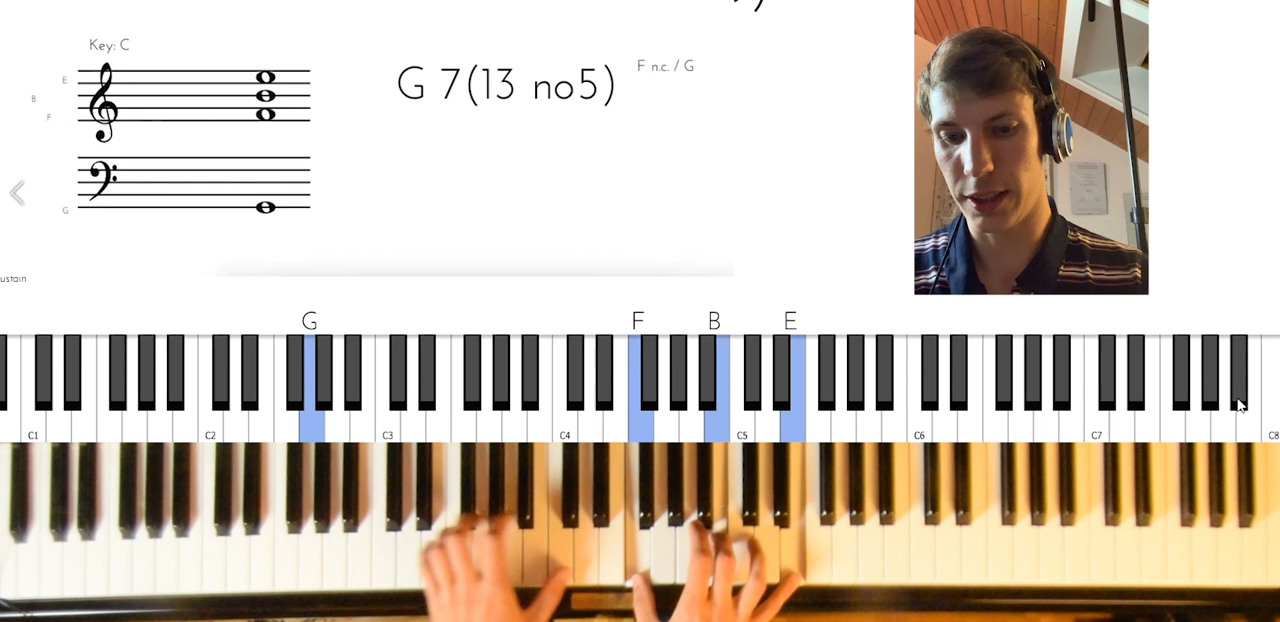 Key: C
E
B
F
G
G 7(13 no5)
F n.c. / G
ustain
G F B E
C1 C2 C3 C4 C5 C6 C7 C8